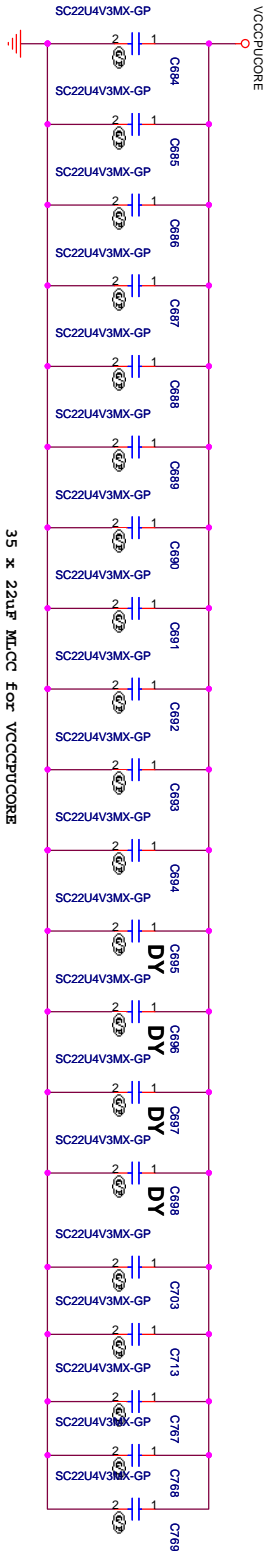 VCCCPUCORE
SC22U4V3MX-GP
2 1
C684
SC22U4V3MX-GP
2 1
C685
SC22U4V3MX-GP
2 1
C686
SC22U4V3MX-GP
2 1
C687
SC22U4V3MX-GP
2 1
C688
SC22U4V3MX-GP
2 1
C689
SC22U4V3MX-GP
2 1
C690
SC22U4V3MX-GP
2 1
C691
SC22U4V3MX-GP
2 1
C692
SC22U4V3MX-GP
2 1
C693
SC22U4V3MX-GP
2 1
C694
SC22U4V3MX-GP
2 1
C695
DY
SC22U4V3MX-GP
2 1
C696
DY
SC22U4V3MX-GP
2 1
C697
DY
SC22U4V3MX-GP
2 1
C698
DY
SC22U4V3MX-GP
2 1
C703
SC22U4V3MX-GP
2 1
C713
SC22U4V3MX-GP
2 1
C767
SC22U4V3MX-GP
2 1
C768
SC22U4V3MX-GP
2 1
C769
35 x 22uF MLCC for VCCCPUCORE